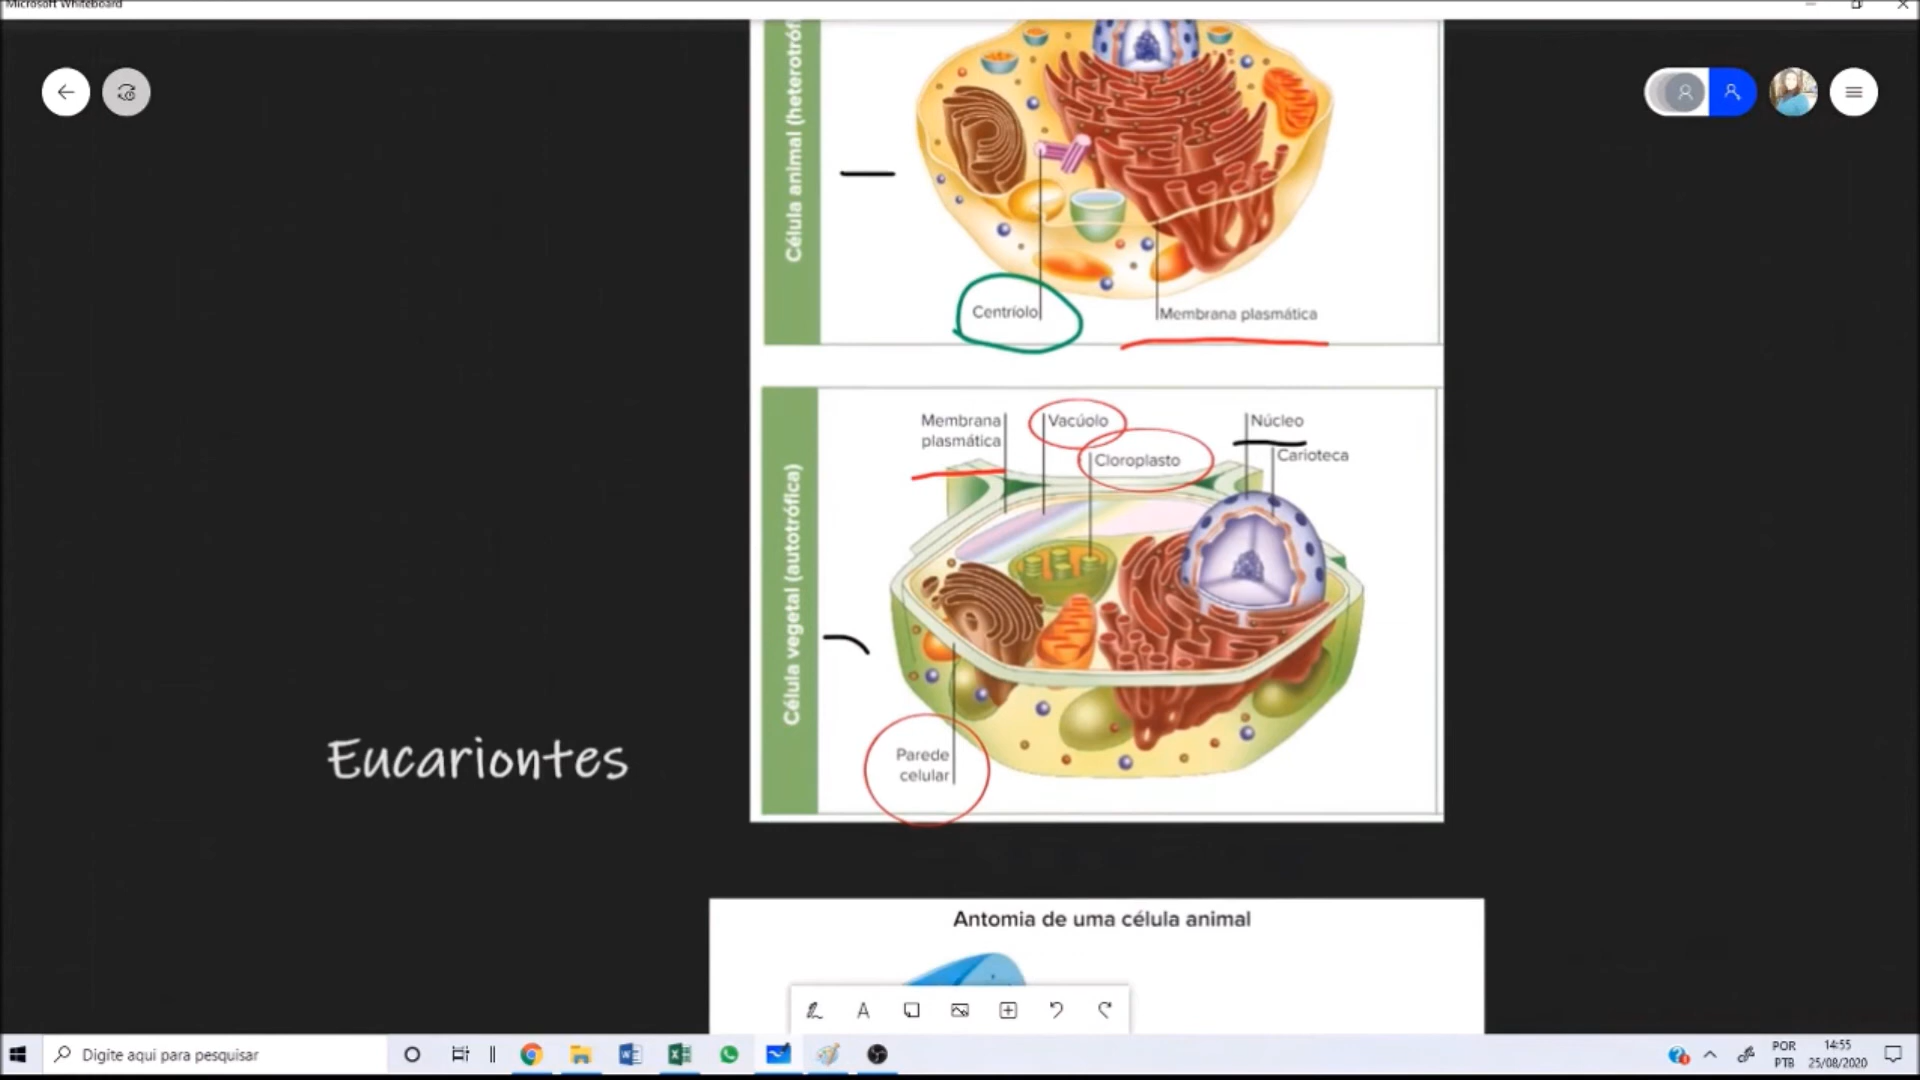 Microsoft Whiteboard
Célula animal (heterotróf
Centríolo
Membrana plasmática
Célula vegetal (autotrófica)
Membrana
plasmática
Vacúolo
Cloroplasto
Núcleo
Carioteca
Parede
celular
Eucariontes
Antomia de uma célula animal
A
Digite aqui para pesquisar
POR
PTB
14:55
25/08/2020